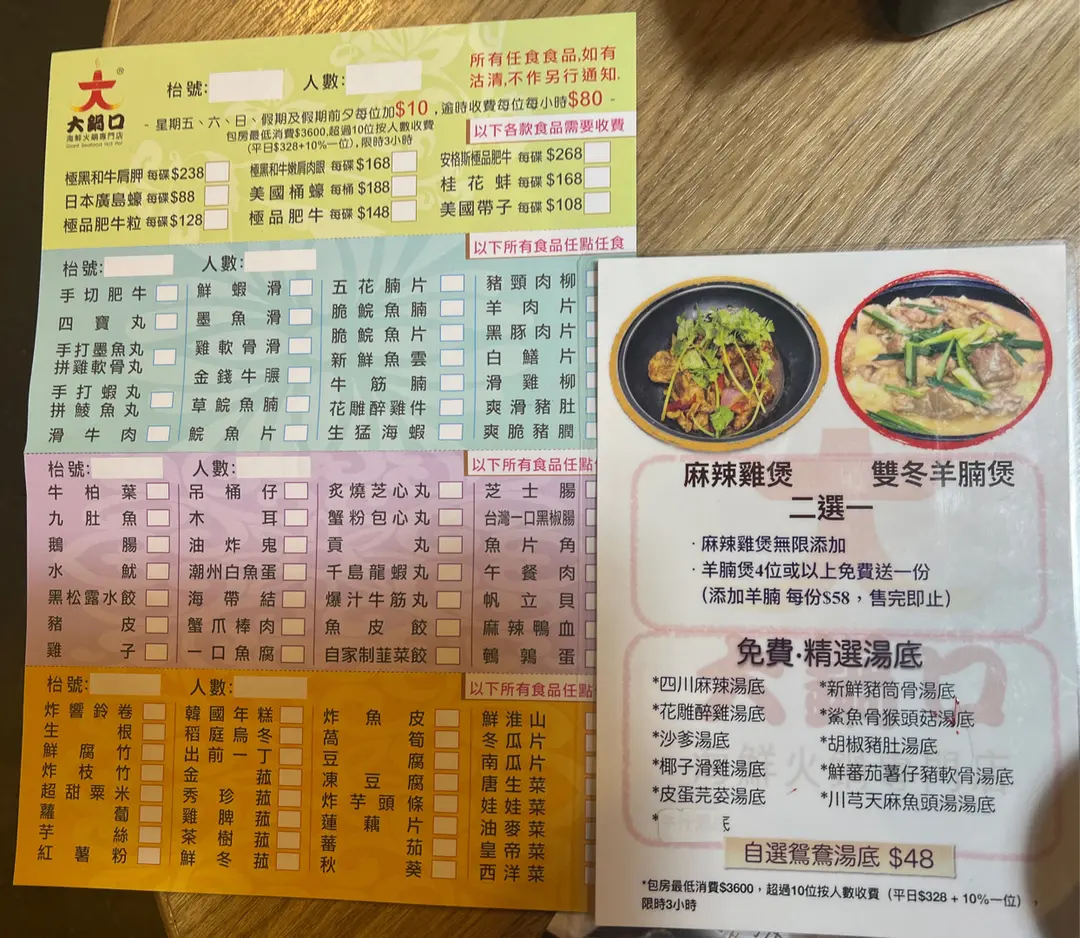 大鍋口
®
海鮮火鍋專門店
Giant Seafood Hot Pot
枱號:
人數:
所有任食食品,如有
沽清,不作另行通知.
- 星期五、六、日、假期及假期前夕每位加$10,逾時收費每位每小時$80 -
包房最低消費$3600,超過10位按人數收費
(平日$328+10%一位),限時3小時
以下各款食品需要收費
極黑和牛肩胛 每碟$238
極黑和牛嫩肩肉眼 每碟$168
安格斯極品肥牛 每碟$268
日本廣島蠔 每碟$88
美國桶蠔 每桶$188
桂花蚌 每碟$168
極品肥牛粒 每碟$128
極品肥牛 每碟$148
美國帶子 每碟$108
以下所有食品任點任食
枱號:
人數:
手切肥牛
四寶丸
手打墨魚丸
拼雞軟骨丸
手打蝦丸
拼鯪魚丸
滑牛肉
鮮蝦滑
墨魚滑
雞軟骨滑
金錢牛𦟌
草鯇魚腩
鯇魚片
五花腩片
脆鯇魚腩
脆鯇魚片
新鮮魚雲
牛筋腩
花雕醉雞件
生猛海蝦
豬頸肉柳
羊肉片
黑豚肉片
白鱔片
滑雞柳
爽滑豬肚
爽脆豬膶
以下所有食品任點
枱號:
人數:
牛柏葉
九肚魚
鵝腸
水魷
黑松露水餃
豬皮
雞子
吊桶仔
木耳
油炸鬼
潮州白魚蛋
海帶結
蟹爪棒肉
一口魚腐
炙燒芝心丸
蟹粉包心丸
貢丸
千島龍蝦丸
爆汁牛筋丸
魚皮餃
自家制韮菜餃
芝士腸
台灣一口黑椒腸
魚片角
午餐肉
帆立貝
麻辣鴨血
鵪鶉蛋
以下所有食品任點
枱號:
人數:
炸響鈴卷
生根
鮮腐竹
炸枝竹
超甜粟米
蘿蔔
芋絲
紅薯粉
韓國年糕
稻庭烏冬
出前一丁
金菇
秀珍菇
雞脾菇
茶樹菇
鮮冬菇
炸魚皮
萵筍
豆腐
凍豆腐
炸芋頭條
蓮藕片
蕃茄
秋葵
鮮淮山
冬瓜片
南瓜片
唐生菜
娃娃菜
油麥菜
皇帝菜
西洋菜
麻辣雞煲
雙冬羊腩煲
二選一
·麻辣雞煲無限添加
·羊腩煲4位或以上免費送一份
(添加羊腩 每份$58,售完即止)
免費·精選湯底
*四川麻辣湯底
*花雕醉雞湯底
*沙爹湯底
*椰子滑雞湯底
*皮蛋芫荽湯底
*
底
*新鮮豬筒骨湯底
*鯊魚骨猴頭菇湯底
*胡椒豬肚湯底
*鮮蕃茄薯仔豬軟骨湯底
*川芎天麻魚頭湯湯底
自選鴛鴦湯底 $48
*包房最低消費$3600,超過10位按人數收費(平日$328 + 10%一位),
限時3小時